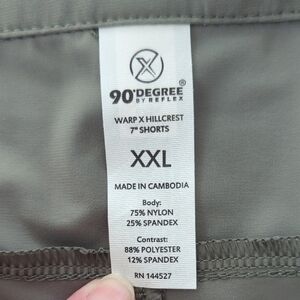 90°DEGREE®
BY REFLEX
WARP X HILLCREST
7" SHORTS
XXL
MADE IN CAMBODIA
Body:
75% NYLON
25% SPANDEX
Contrast:
88% POLYESTER
12% SPANDEX
RN 144527